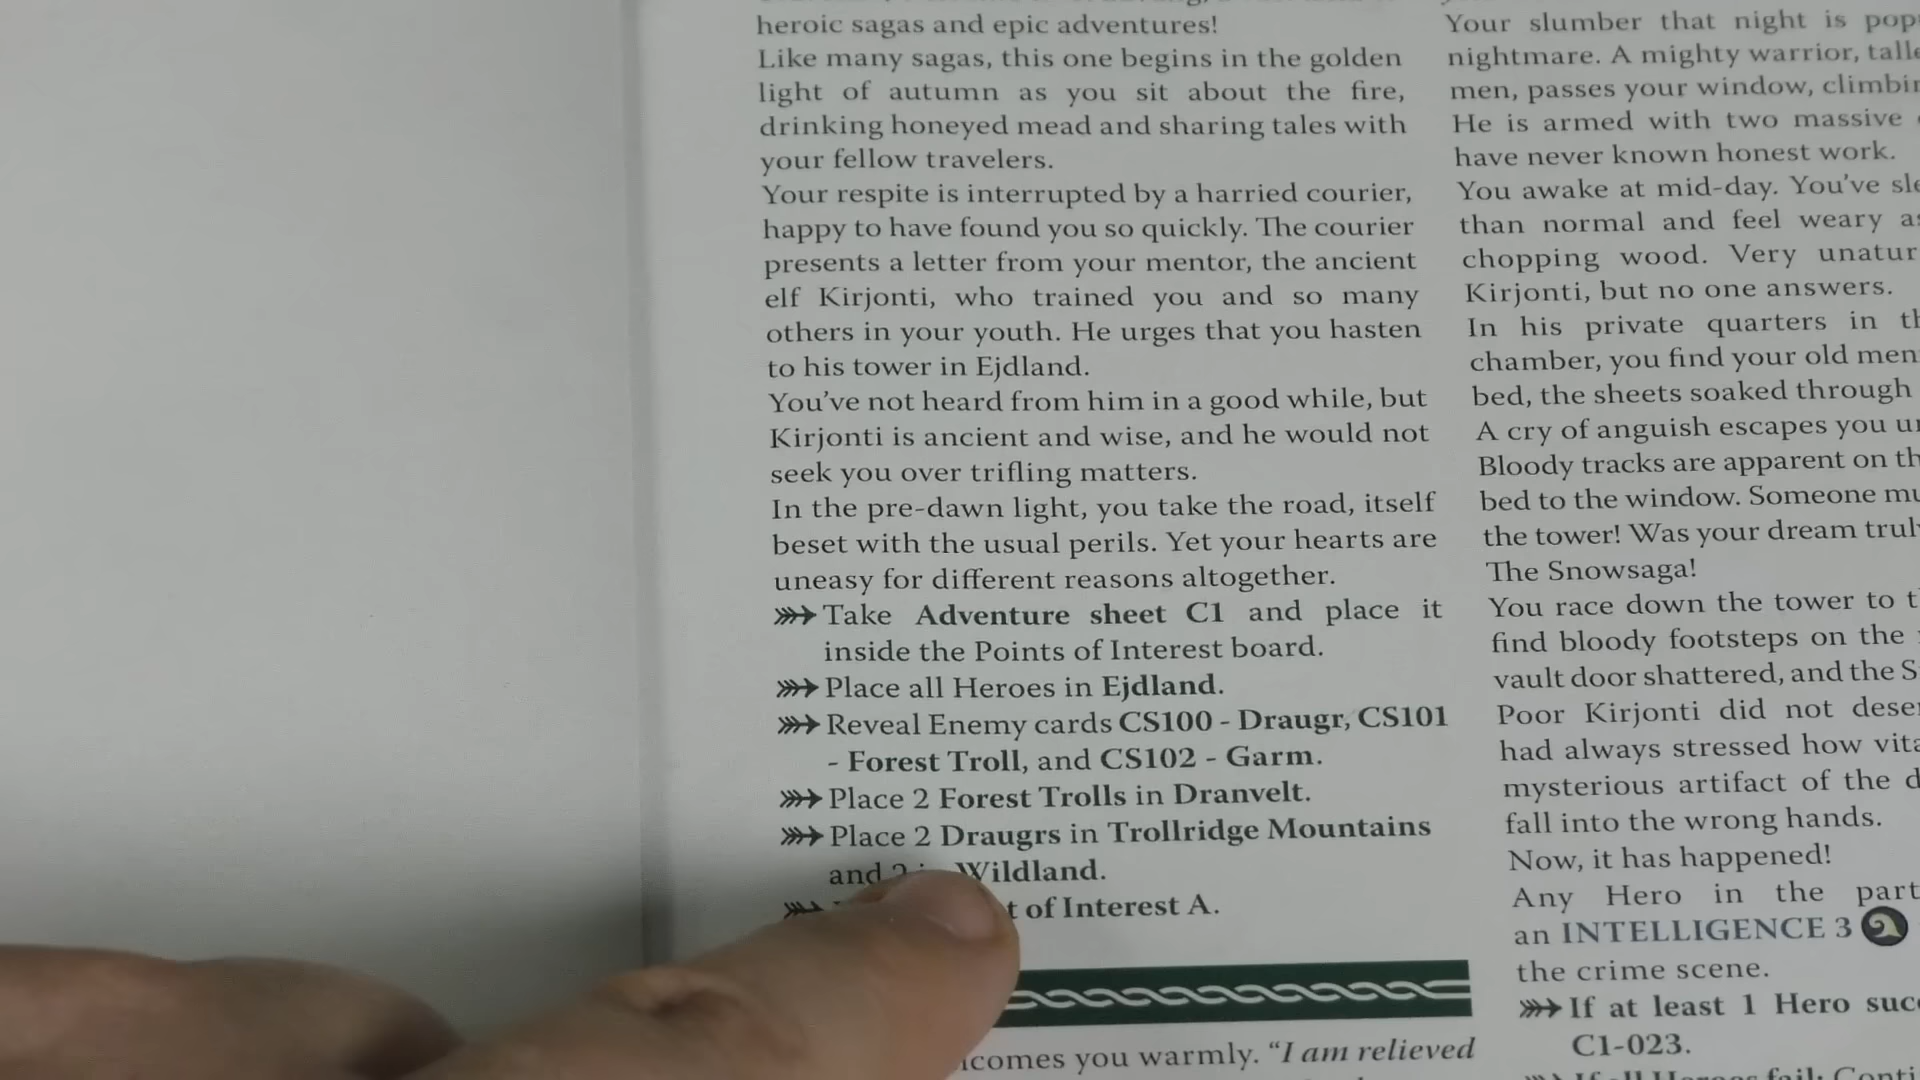 heroic sagas and epic adventures!
Like many sagas, this one begins in the golden
light of autumn as you sit about the fire,
drinking honeyed mead and sharing tales with
your fellow travelers.
Your respite is interrupted by a harried courier,
happy to have found you so quickly. The courier
presents a letter from your mentor, the ancient
elf Kirjonti, who trained you and so many
others in your youth. He urges that you hasten
to his tower in Ejdland.
You've not heard from him in a good while, but
Kirjonti is ancient and wise, and he would not
seek you over trifling matters.
In the pre-dawn light, you take the road, itself
beset with the usual perils. Yet your hearts are
uneasy for different reasons altogether.
Take Adventure sheet C1 and place it
inside the Points of Interest board.
Place all Heroes in Ejdland.
Reveal Enemy cards CS100 - Draugr, CS101
- Forest Troll, and CS102 - Garm.
Place 2 Forest Trolls in Dranvelt.
Place 2 Draugrs in Trollridge Mountains
and Wildland.
of Interest A.
you warmly. "I am relieved
Your slumber that night is
nightmare. A mighty warrior,
men, passes your window,
He is armed with two massive
have never known honest work.
You awake at mid-day. You've
than normal and feel weary
chopping wood. Very
Kirjonti, but no one answers.
In his private quarters in
chamber, you find your old
bed, the sheets soaked through
A cry of anguish escapes you
Bloody tracks are apparent on
bed to the window. Someone
the tower! Was your dream
The Snowsaga!
You race down the tower to
find bloody footsteps on the
vault door shattered, and the
Poor Kirjonti did not
had always stressed how
mysterious artifact of the
fall into the wrong hands.
Now, it has happened!
Any Hero in the
an INTELLIGENCE 3
the crime scene.
If at least 1 Hero
C1-023.
If all Heroes fail: